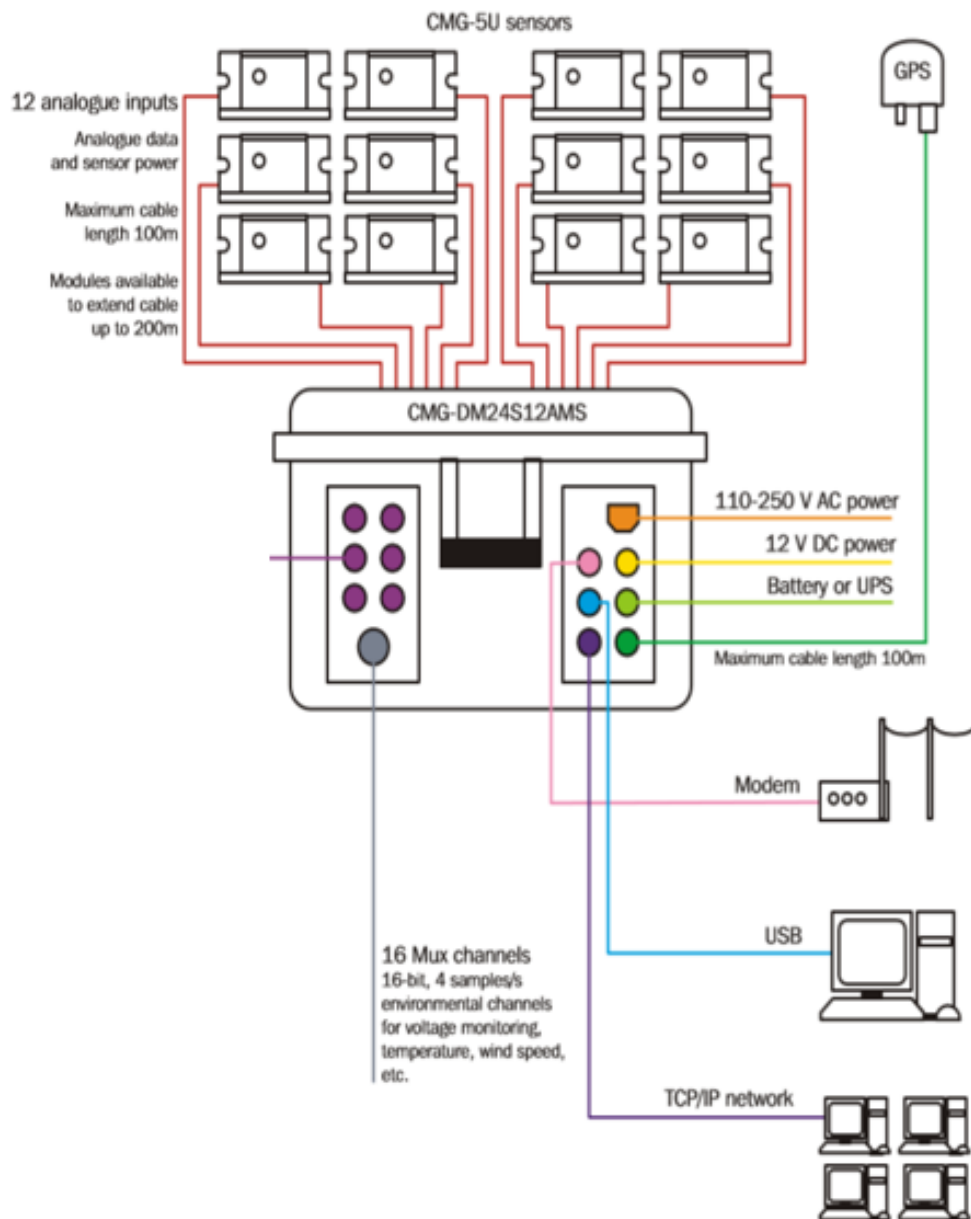 CMG-5U sensors
GPS
12 analogue inputs
Analogue data
and sensor power
Maximum cable
length 100m
Modules available
to extend cable
up to 200m
CMG-DM24S12AMS
110-250 V AC power
12 V DC power
Battery or UPS
Maximum cable length 100m
Modem
USB
16 Mux channels
16-bit, 4 samples/s
environmental channels
for voltage monitoring,
temperature, wind speed,
etc.
TCP/IP network